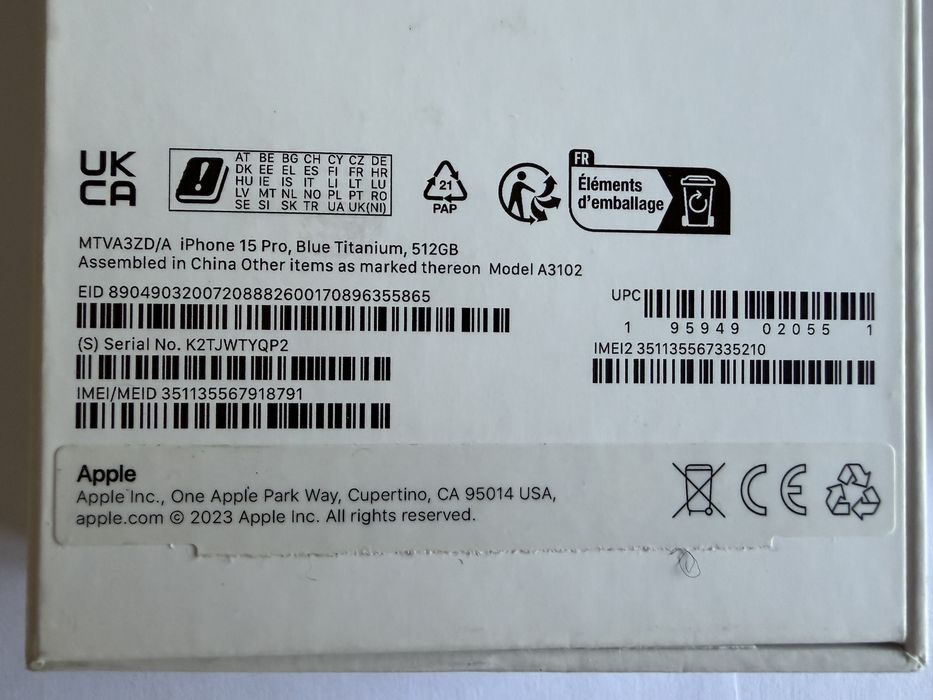 UK
CA
AT BE BG CH CY CZ DE
DK EE EL ES FI FR HR
HU IE IS IT LI LT LU
LV MT NL NO PL PT RO
SE SI SK TR UA UK(NI)
21
PAP
FR
Éléments
d'emballage
MTVA3ZD/A iPhone 15 Pro, Blue Titanium, 512GB
Assembled in China Other items as marked thereon Model A3102
EID 89049032007208882600170896355865
UPC
1 95949 02055 1
(S) Serial No. K2TJWTYQP2
IMEI2 351135567335210
IMEI/MEID 351135567918791
Apple
Apple Inc., One Apple Park Way, Cupertino, CA 95014 USA,
apple.com © 2023 Apple Inc. All rights reserved.
CE